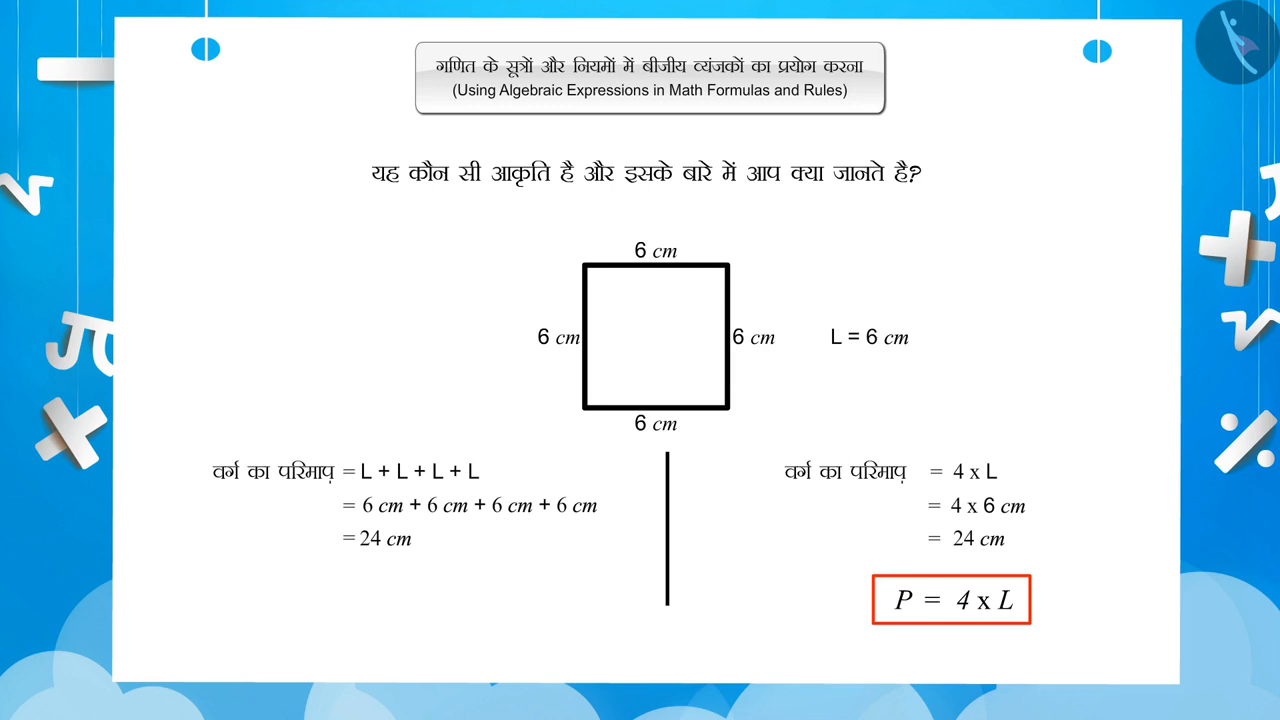 गणित के सूत्रों और नियमों में बीजीय व्यंजकों का प्रयोग करना
(Using Algebraic Expressions in Math Formulas and Rules)
यह कौन सी आकृति है और इसके बारे में आप क्या जानते है?
6 cm
6 cm
6 cm
L = 6 cm
6 cm
वर्ग का परिमाप़ = L + L + L + L
= 6 cm + 6 cm + 6 cm + 6 cm
= 24 cm
वर्ग का परिमाप़ = 4 x L
= 4 x 6 cm
= 24 cm
P = 4 x L